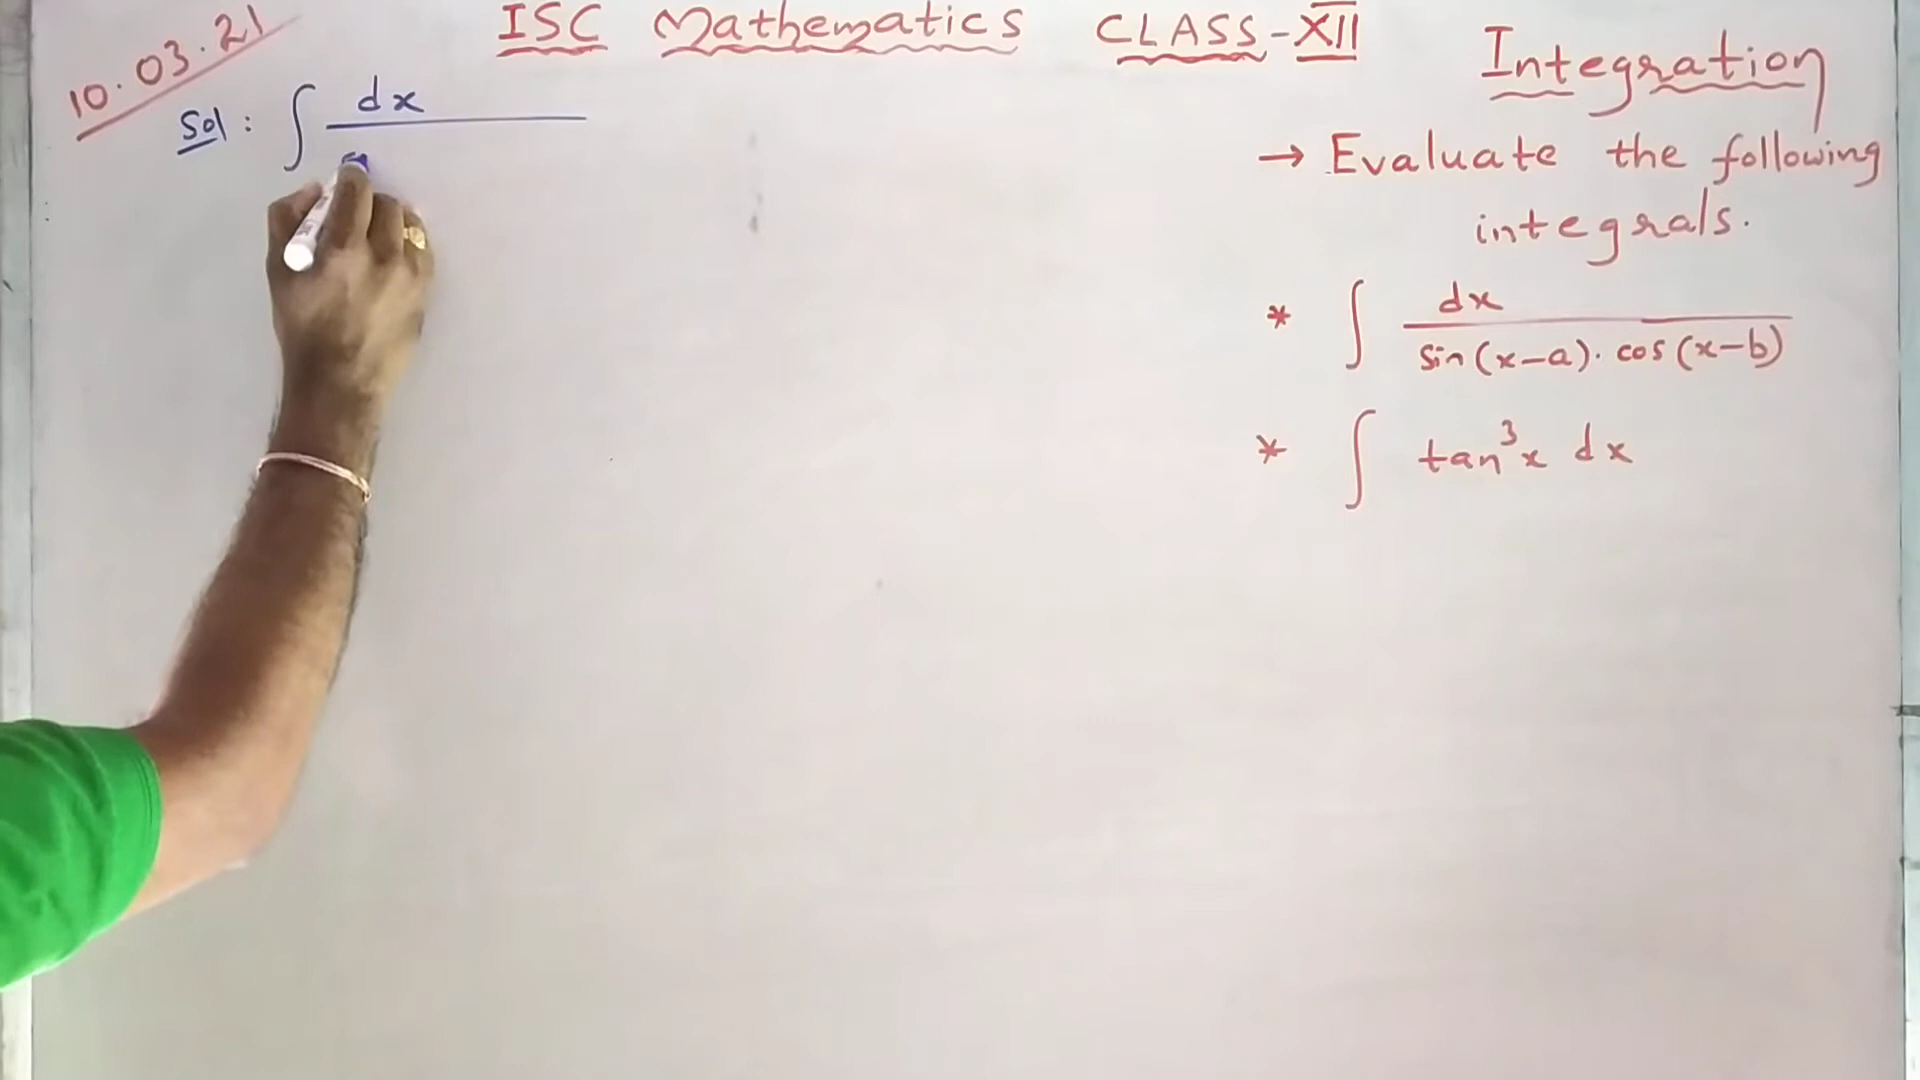 10.03.21
ISC Mathematics CLASS-XII
Integration
Sol: ∫ dx
→ Evaluate the following
integrals.
* ∫ dx / sin(x-a). cos(x-b)
* ∫ tan³x dx